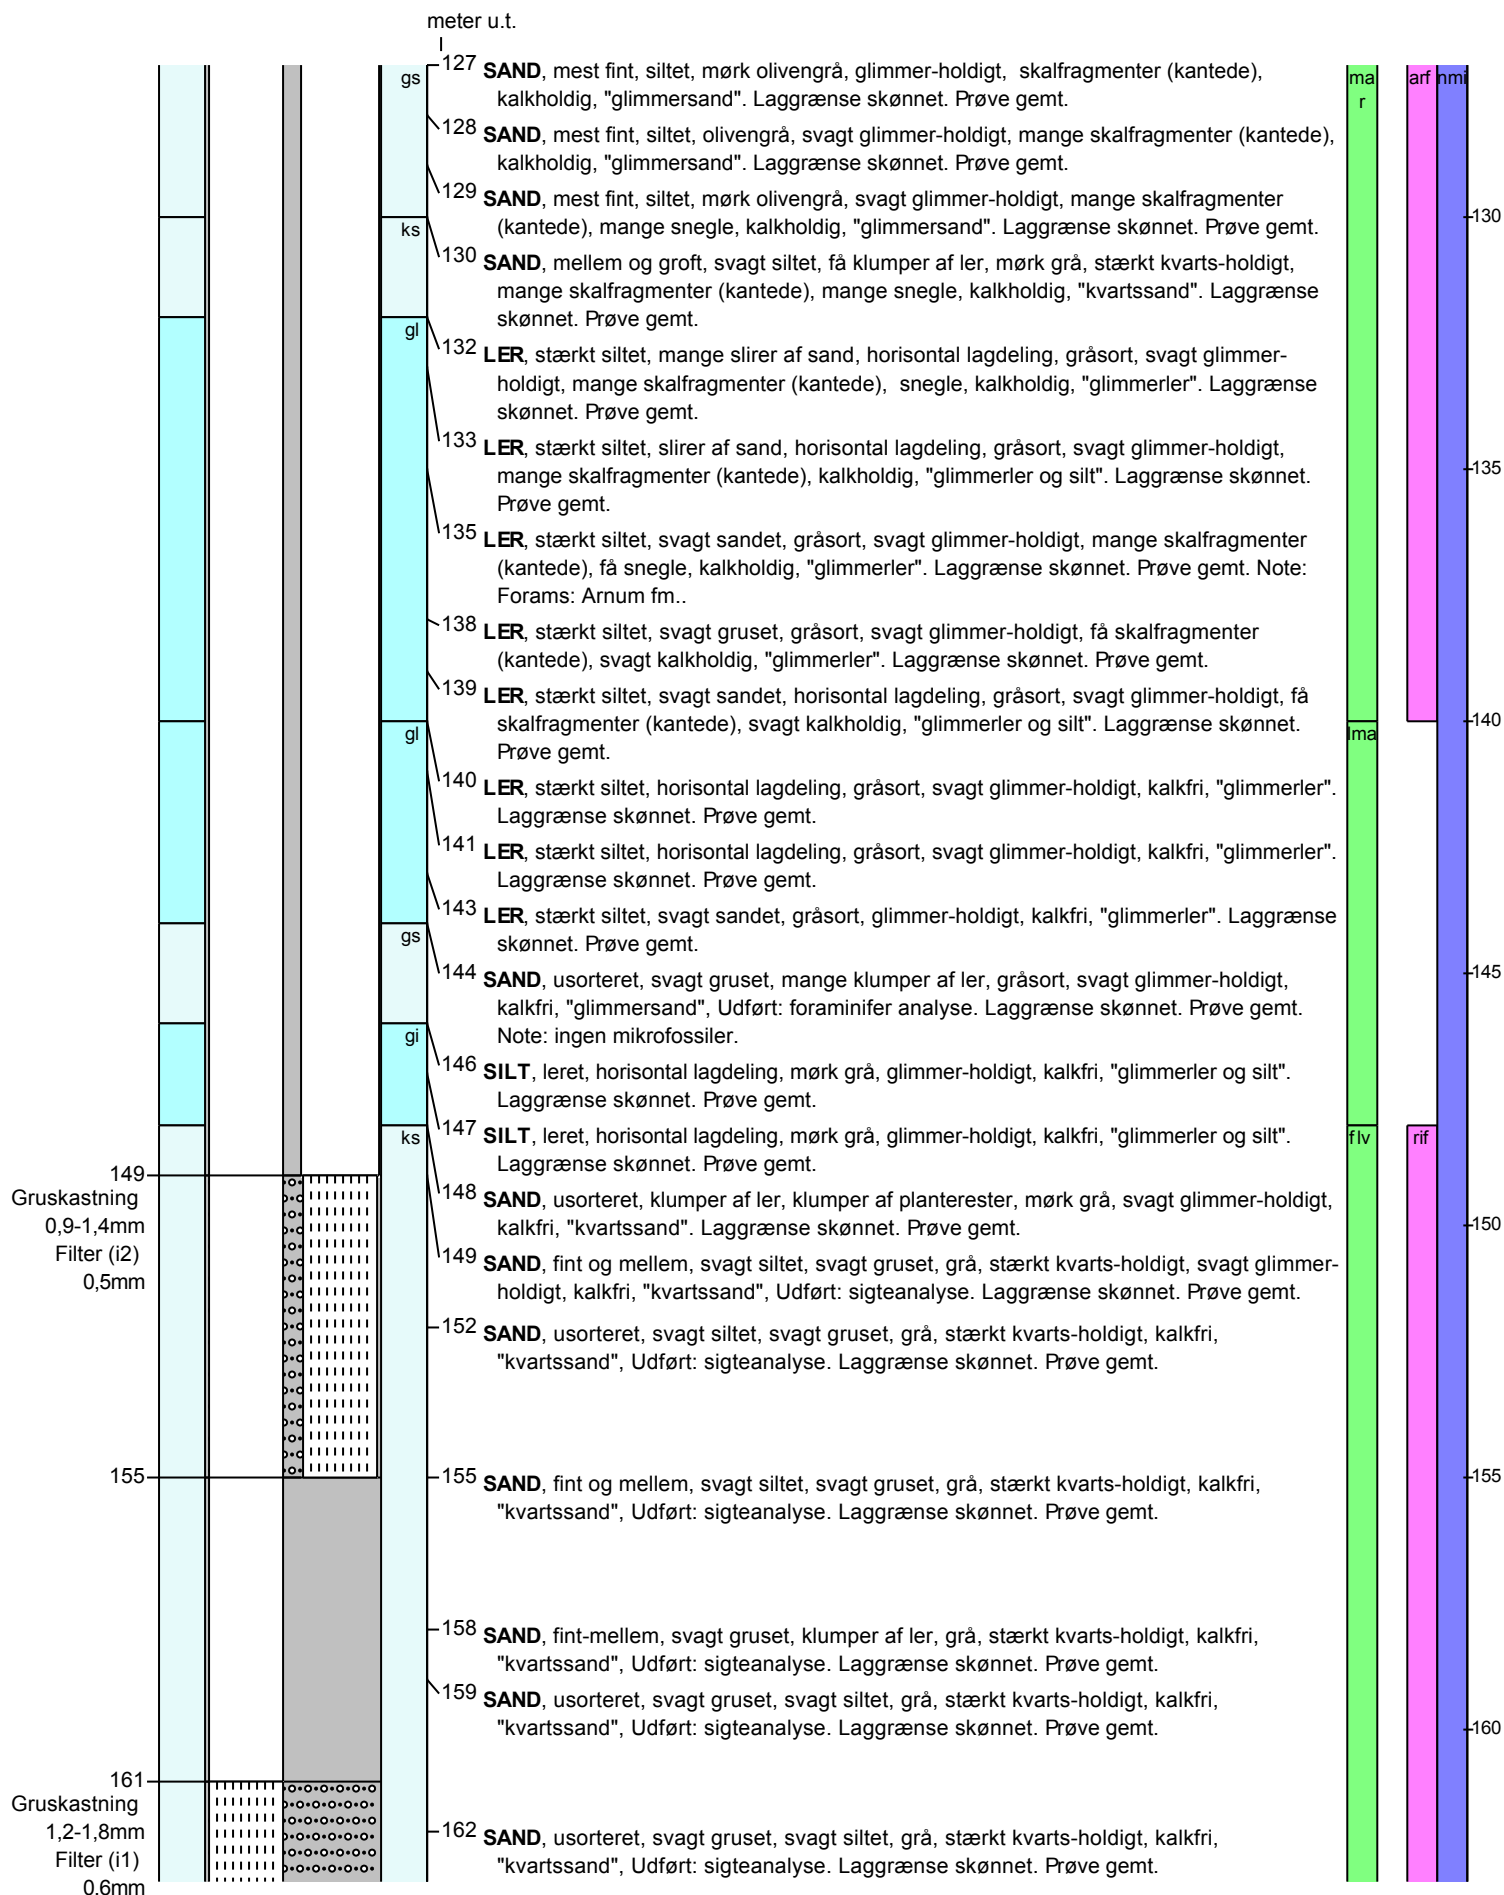 meter u.t.
gs
127 SAND, mest fint, siltet, mørk olivengrå, glimmer-holdigt, skalfragmenter (kantede),
kalkholdig, "glimmersand". Laggrænse skønnet. Prøve gemt.
ma
r
arf
nmi
128 SAND, mest fint, siltet, olivengrå, svagt glimmer-holdigt, mange skalfragmenter (kantede),
kalkholdig, "glimmersand". Laggrænse skønnet. Prøve gemt.
129 SAND, mest fint, siltet, mørk olivengrå, svagt glimmer-holdigt, mange skalfragmenter
(kantede), mange snegle, kalkholdig, "glimmersand". Laggrænse skønnet. Prøve gemt.
130
ks
130 SAND, mellem og groft, svagt siltet, få klumper af ler, mørk grå, stærkt kvarts-holdigt,
mange skalfragmenter (kantede), mange snegle, kalkholdig, "kvartssand". Laggrænse
skønnet. Prøve gemt.
gl
132 LER, stærkt siltet, mange slirer af sand, horisontal lagdeling, gråsort, svagt glimmer-
holdigt, mange skalfragmenter (kantede), snegle, kalkholdig, "glimmerler". Laggrænse
skønnet. Prøve gemt.
133 LER, stærkt siltet, slirer af sand, horisontal lagdeling, gråsort, svagt glimmer-holdigt,
mange skalfragmenter (kantede), kalkholdig, "glimmerler og silt". Laggrænse skønnet.
Prøve gemt.
135
135 LER, stærkt siltet, svagt sandet, gråsort, svagt glimmer-holdigt, mange skalfragmenter
(kantede), få snegle, kalkholdig, "glimmerler". Laggrænse skønnet. Prøve gemt. Note:
Forams: Arnum fm..
138 LER, stærkt siltet, svagt gruset, gråsort, svagt glimmer-holdigt, få skalfragmenter
(kantede), svagt kalkholdig, "glimmerler". Laggrænse skønnet. Prøve gemt.
139 LER, stærkt siltet, svagt sandet, horisontal lagdeling, gråsort, svagt glimmer-holdigt, få
skalfragmenter (kantede), svagt kalkholdig, "glimmerler og silt". Laggrænse skønnet.
Prøve gemt.
140
gl
lma
140 LER, stærkt siltet, horisontal lagdeling, gråsort, svagt glimmer-holdigt, kalkfri, "glimmerler".
Laggrænse skønnet. Prøve gemt.
141 LER, stærkt siltet, horisontal lagdeling, gråsort, svagt glimmer-holdigt, kalkfri, "glimmerler".
Laggrænse skønnet. Prøve gemt.
143 LER, stærkt siltet, svagt sandet, gråsort, glimmer-holdigt, kalkfri, "glimmerler". Laggrænse
skønnet. Prøve gemt.
gs
144 SAND, usorteret, svagt gruset, mange klumper af ler, gråsort, svagt glimmer-holdigt,
kalkfri, "glimmersand", Udført: foraminifer analyse. Laggrænse skønnet. Prøve gemt.
Note: ingen mikrofossiler.
145
gi
146 SILT, leret, horisontal lagdeling, mørk grå, glimmer-holdigt, kalkfri, "glimmerler og silt".
Laggrænse skønnet. Prøve gemt.
147 SILT, leret, horisontal lagdeling, mørk grå, glimmer-holdigt, kalkfri, "glimmerler og silt".
Laggrænse skønnet. Prøve gemt.
ks
flv
rif
149
Gruskastning
0,9-1,4mm
Filter (i2)
0,5mm
148 SAND, usorteret, klumper af ler, klumper af planterester, mørk grå, svagt glimmer-holdigt,
kalkfri, "kvartssand". Laggrænse skønnet. Prøve gemt.
150
149 SAND, fint og mellem, svagt siltet, svagt gruset, grå, stærkt kvarts-holdigt, svagt glimmer-
holdigt, kalkfri, "kvartssand", Udført: sigteanalyse. Laggrænse skønnet. Prøve gemt.
152 SAND, usorteret, svagt siltet, svagt gruset, grå, stærkt kvarts-holdigt, kalkfri,
"kvartssand", Udført: sigteanalyse. Laggrænse skønnet. Prøve gemt.
155
155 SAND, fint og mellem, svagt siltet, svagt gruset, grå, stærkt kvarts-holdigt, kalkfri,
"kvartssand", Udført: sigteanalyse. Laggrænse skønnet. Prøve gemt.
155
158 SAND, fint-mellem, svagt gruset, klumper af ler, grå, stærkt kvarts-holdigt, kalkfri,
"kvartssand", Udført: sigteanalyse. Laggrænse skønnet. Prøve gemt.
159 SAND, usorteret, svagt gruset, svagt siltet, grå, stærkt kvarts-holdigt, kalkfri,
"kvartssand", Udført: sigteanalyse. Laggrænse skønnet. Prøve gemt.
160
161
Gruskastning
1,2-1,8mm
Filter (i1)
0,6mm
162 SAND, usorteret, svagt gruset, svagt siltet, grå, stærkt kvarts-holdigt, kalkfri,
"kvartssand", Udført: sigteanalyse. Laggrænse skønnet. Prøve gemt.